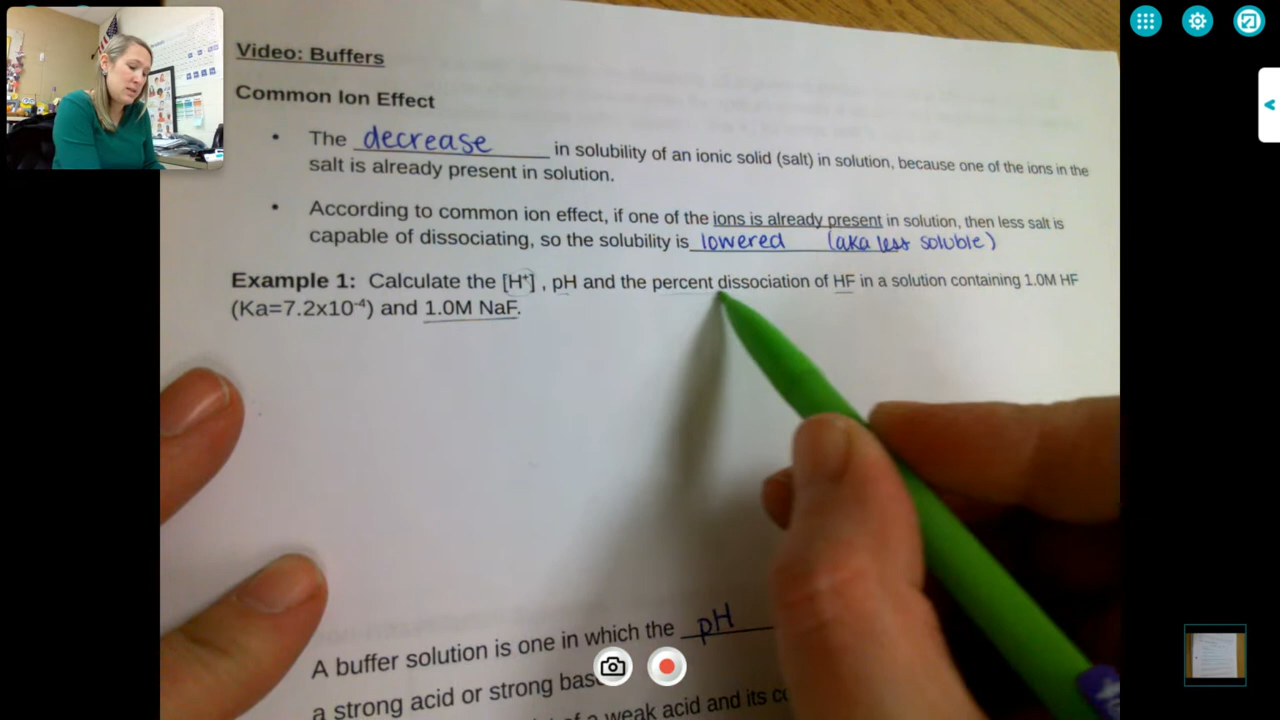 Video: Buffers
Common Ion Effect
• The decrease in solubility of an ionic solid (salt) in solution, because one of the ions in the
salt is already present in solution.
• According to common ion effect, if one of the ions is already present in solution, then less salt is
capable of dissociating, so the solubility is lowered (aka less soluble)
Example 1: Calculate the [H⁺] , pH and the percent dissociation of HF in a solution containing 1.0M HF
(Ka=7.2x10⁻⁴) and 1.0M NaF.
A buffer solution is one in which the pH
a strong acid or strong
weak acid and its